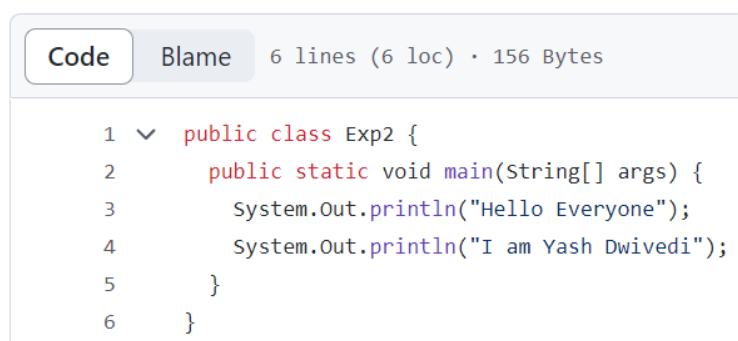 Code Blame 6 lines (6 loc) · 156 Bytes
1 public class Exp2 {
2 public static void main(String[] args) {
3 System.Out.println("Hello Everyone");
4 System.Out.println("I am Yash Dwivedi");
5 }
6 }